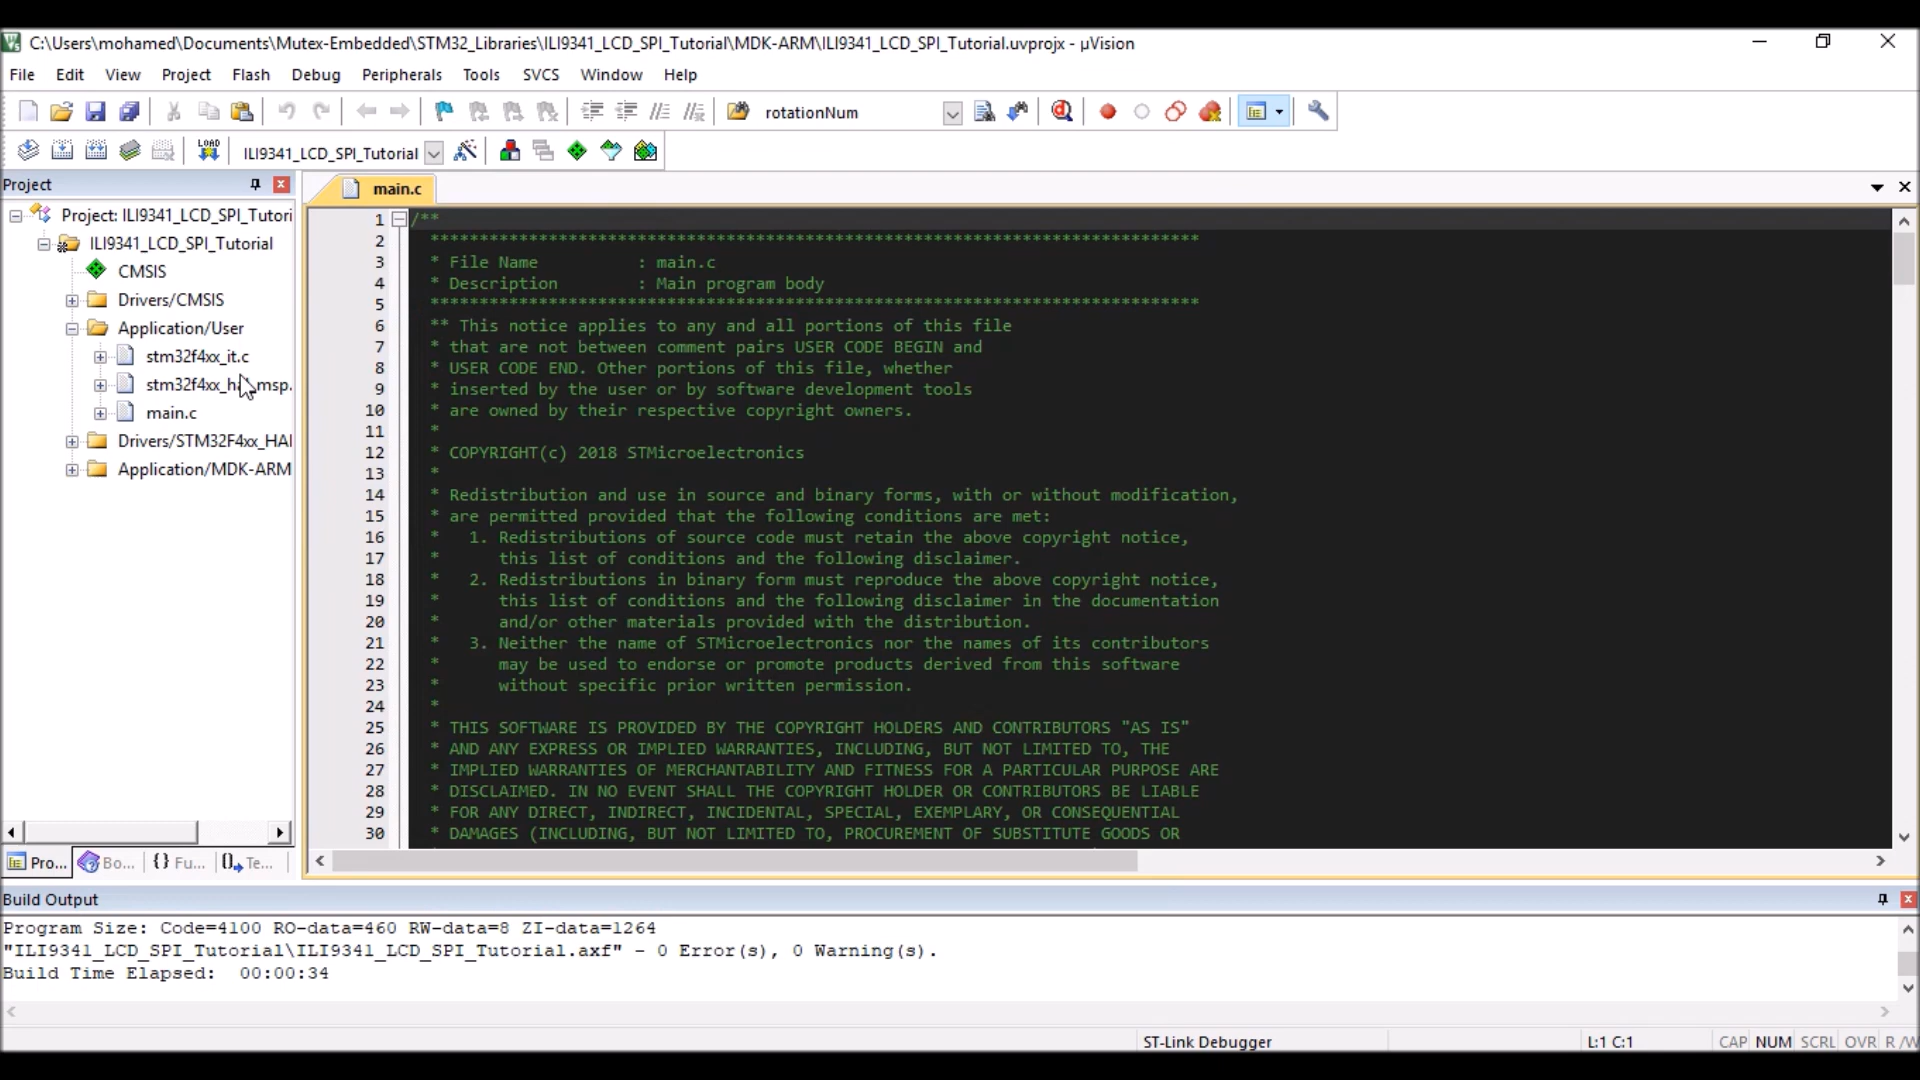 C:\Users\mohamed\Documents\Mutex-Embedded\STM32_Libraries\ILI9341_LCD_SPI_Tutorial\MDK-ARM\ILI9341_LCD_SPI_Tutorial.uvprojx - µVision
File Edit View Project Flash Debug Peripherals Tools SVCS Window Help
rotationNum
LOAD ILI9341_LCD_SPI_Tutorial
Project
main.c
Project: ILI9341_LCD_SPI_Tutori
ILI9341_LCD_SPI_Tutorial
CMSIS
Drivers/CMSIS
Application/User
stm32f4xx_it.c
stm32f4xx_hal_msp.
main.c
Drivers/STM32F4xx_HAl
Application/MDK-ARM
1 /**
2 ******************************************************************************
3 * File Name : main.c
4 * Description : Main program body
5 ******************************************************************************
6 ** This notice applies to any and all portions of this file
7 * that are not between comment pairs USER CODE BEGIN and
8 * USER CODE END. Other portions of this file, whether
9 * inserted by the user or by software development tools
10 * are owned by their respective copyright owners.
11 *
12 * COPYRIGHT(c) 2018 STMicroelectronics
13 *
14 * Redistribution and use in source and binary forms, with or without modification,
15 * are permitted provided that the following conditions are met:
16 * 1. Redistributions of source code must retain the above copyright notice,
17 * this list of conditions and the following disclaimer.
18 * 2. Redistributions in binary form must reproduce the above copyright notice,
19 * this list of conditions and the following disclaimer in the documentation
20 * and/or other materials provided with the distribution.
21 * 3. Neither the name of STMicroelectronics nor the names of its contributors
22 * may be used to endorse or promote products derived from this software
23 * without specific prior written permission.
24 *
25 * THIS SOFTWARE IS PROVIDED BY THE COPYRIGHT HOLDERS AND CONTRIBUTORS "AS IS"
26 * AND ANY EXPRESS OR IMPLIED WARRANTIES, INCLUDING, BUT NOT LIMITED TO, THE
27 * IMPLIED WARRANTIES OF MERCHANTABILITY AND FITNESS FOR A PARTICULAR PURPOSE ARE
28 * DISCLAIMED. IN NO EVENT SHALL THE COPYRIGHT HOLDER OR CONTRIBUTORS BE LIABLE
29 * FOR ANY DIRECT, INDIRECT, INCIDENTAL, SPECIAL, EXEMPLARY, OR CONSEQUENTIAL
30 * DAMAGES (INCLUDING, BUT NOT LIMITED TO, PROCUREMENT OF SUBSTITUTE GOODS OR
Pro... Bo... {} Fu... Te...
Build Output
Program Size: Code=4100 RO-data=460 RW-data=8 ZI-data=1264
"ILI9341_LCD_SPI_Tutorial\ILI9341_LCD_SPI_Tutorial.axf" - 0 Error(s), 0 Warning(s).
Build Time Elapsed: 00:00:34
ST-Link Debugger L:1 C:1 CAP NUM SCRL OVR R/W